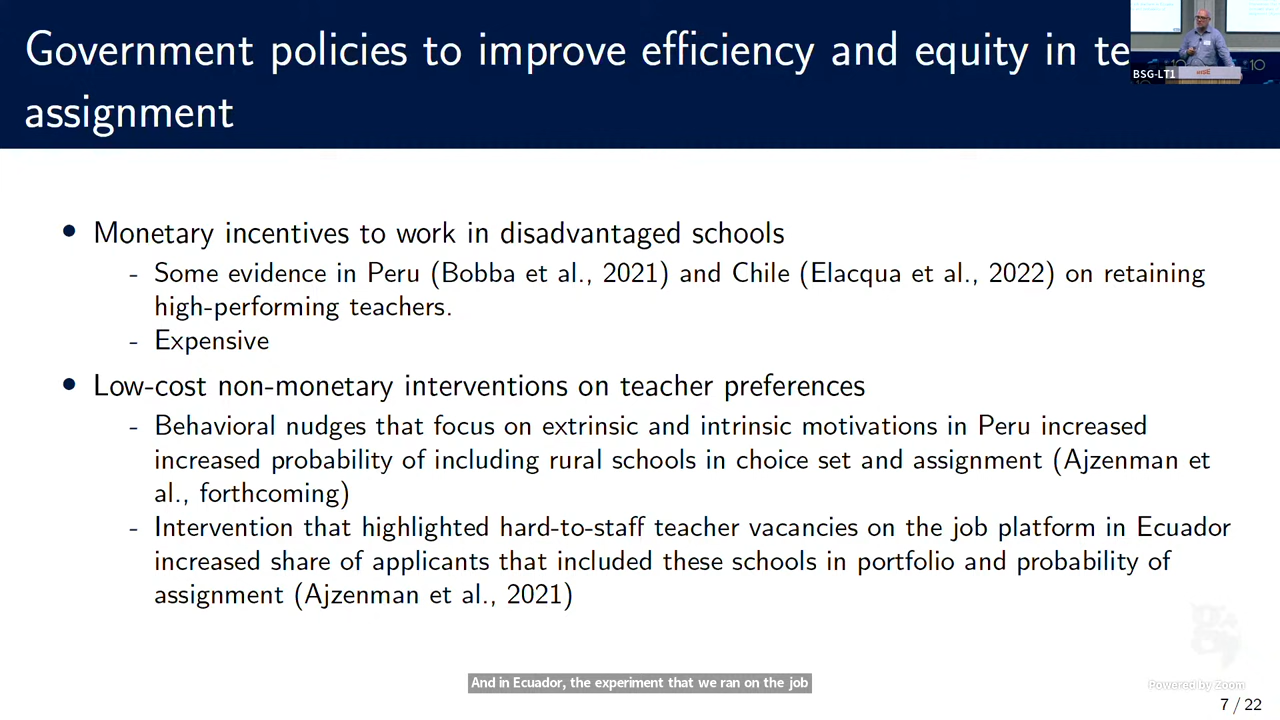 Government policies to improve efficiency and equity in te
assignment
BSG-LT1
• Monetary incentives to work in disadvantaged schools
- Some evidence in Peru (Bobba et al., 2021) and Chile (Elacqua et al., 2022) on retaining
high-performing teachers.
- Expensive
• Low-cost non-monetary interventions on teacher preferences
- Behavioral nudges that focus on extrinsic and intrinsic motivations in Peru increased
increased probability of including rural schools in choice set and assignment (Ajzenman et
al., forthcoming)
- Intervention that highlighted hard-to-staff teacher vacancies on the job platform in Ecuador
increased share of applicants that included these schools in portfolio and probability of
assignment (Ajzenman et al., 2021)
And in Ecuador, the experiment that we ran on the job
Powered by Zoom
7 / 22